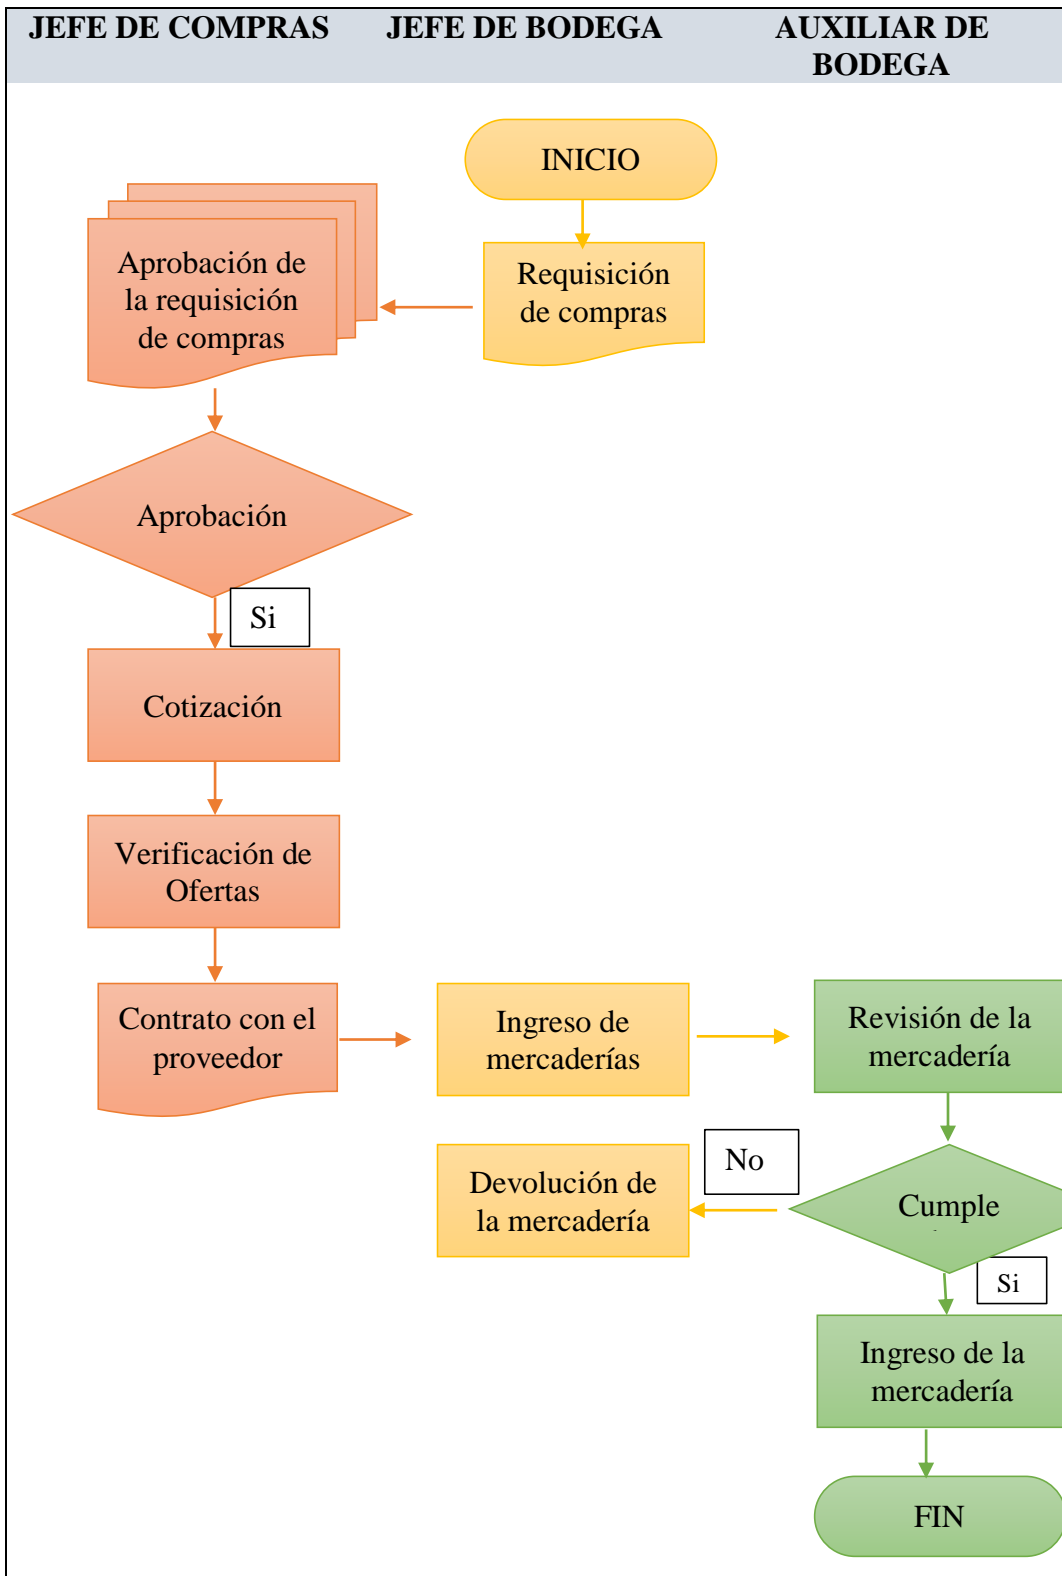 JEFE DE COMPRAS
JEFE DE BODEGA
AUXILIAR DE
BODEGA
INICIO
Requisición
de compras
Aprobación de
la requisición
de compras
Aprobación
Si
Cotización
Verificación de
Ofertas
Contrato con el
proveedor
Ingreso de
mercaderías
Revisión de la
mercadería
Cumple
No
Devolución de
la mercadería
Si
Ingreso de la
mercadería
FIN